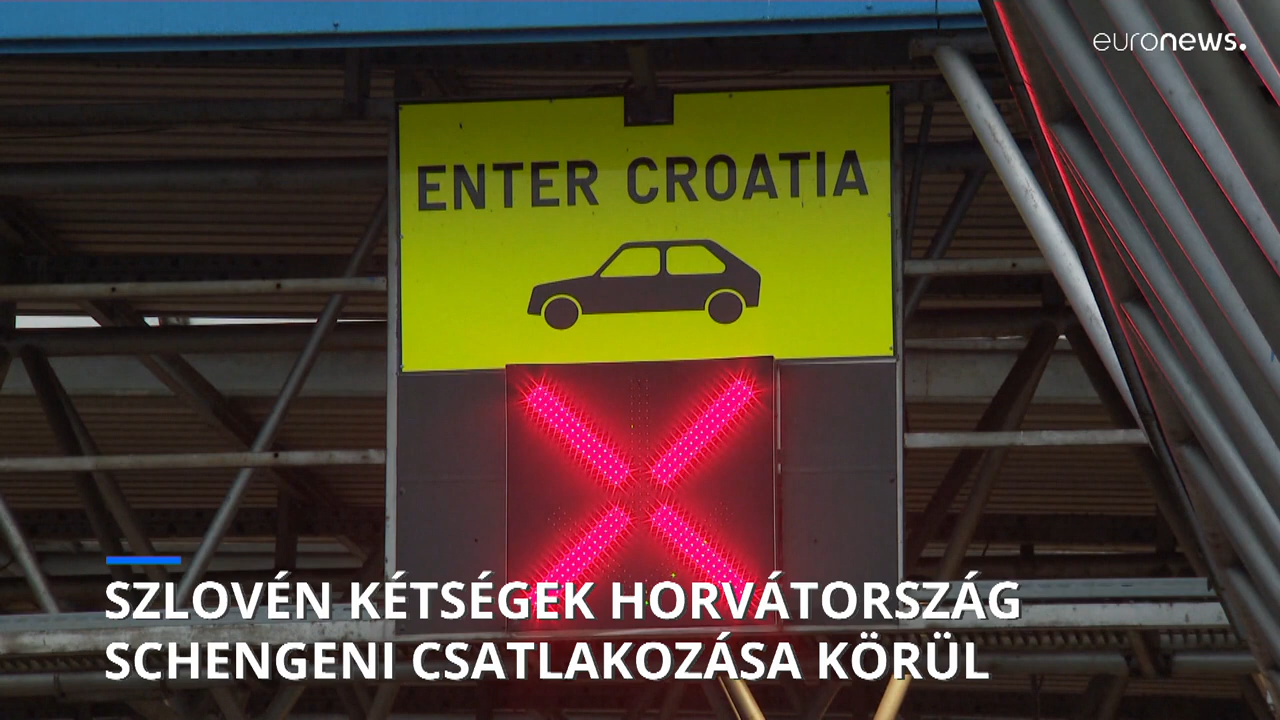 euronews.
ENTER CROATIA
SZLOVÉN KÉTSÉGEK HORVÁTORSZÁG
SCHENGENI CSATLAKOZÁSA KÖRÜL